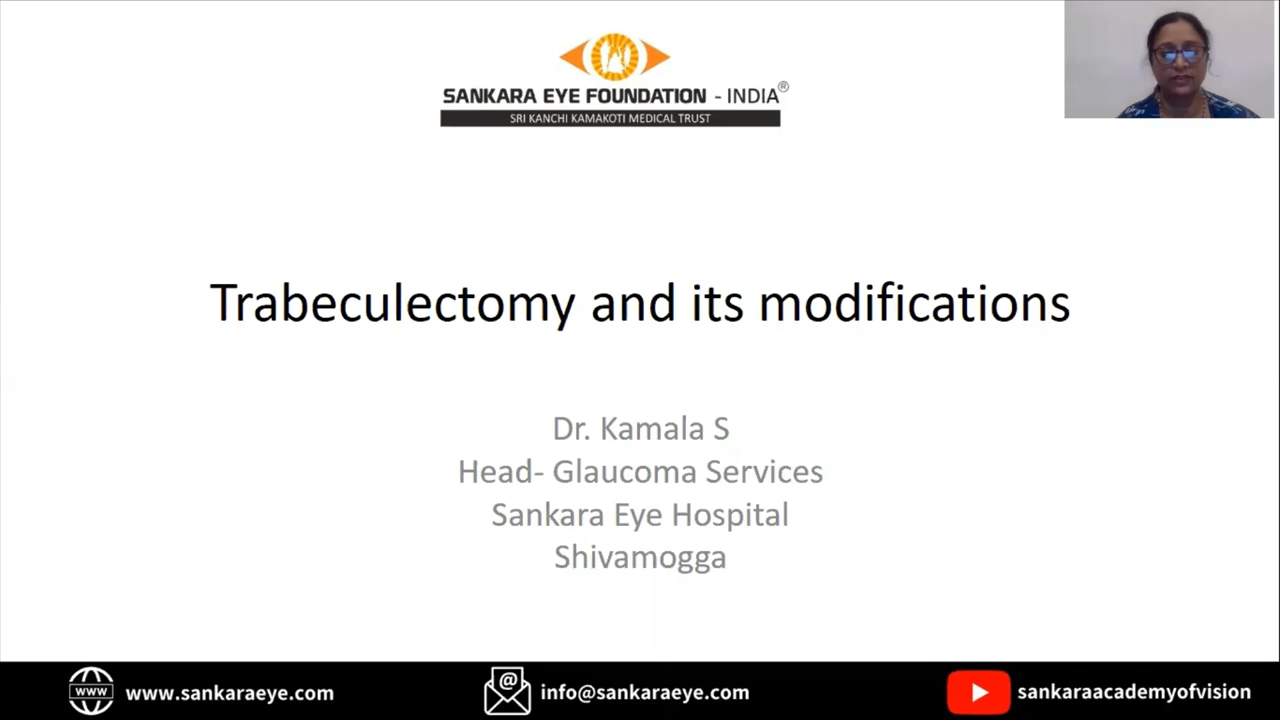 SANKARA EYE FOUNDATION - INDIA®
SRI KANCHI KAMAKOTI MEDICAL TRUST
Trabeculectomy and its modifications
Dr. Kamala S
Head- Glaucoma Services
Sankara Eye Hospital
Shivamogga
www www.sankaraeye.com @ info@sankaraeye.com sankaraacademyofvision